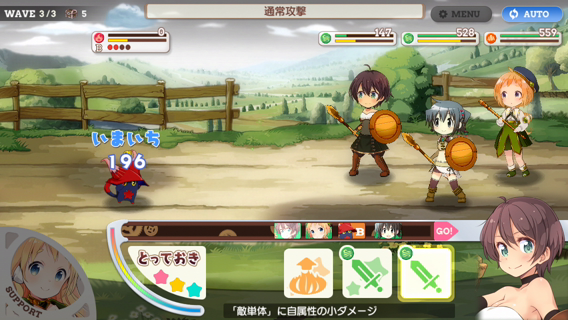 WAVE 3/3 5
通常攻撃
MENU
AUTO
0
B
147
528
559
いまいち
196
B
GO!
とっておき
SUPPORT
「敵単体」に自属性の小ダメージ